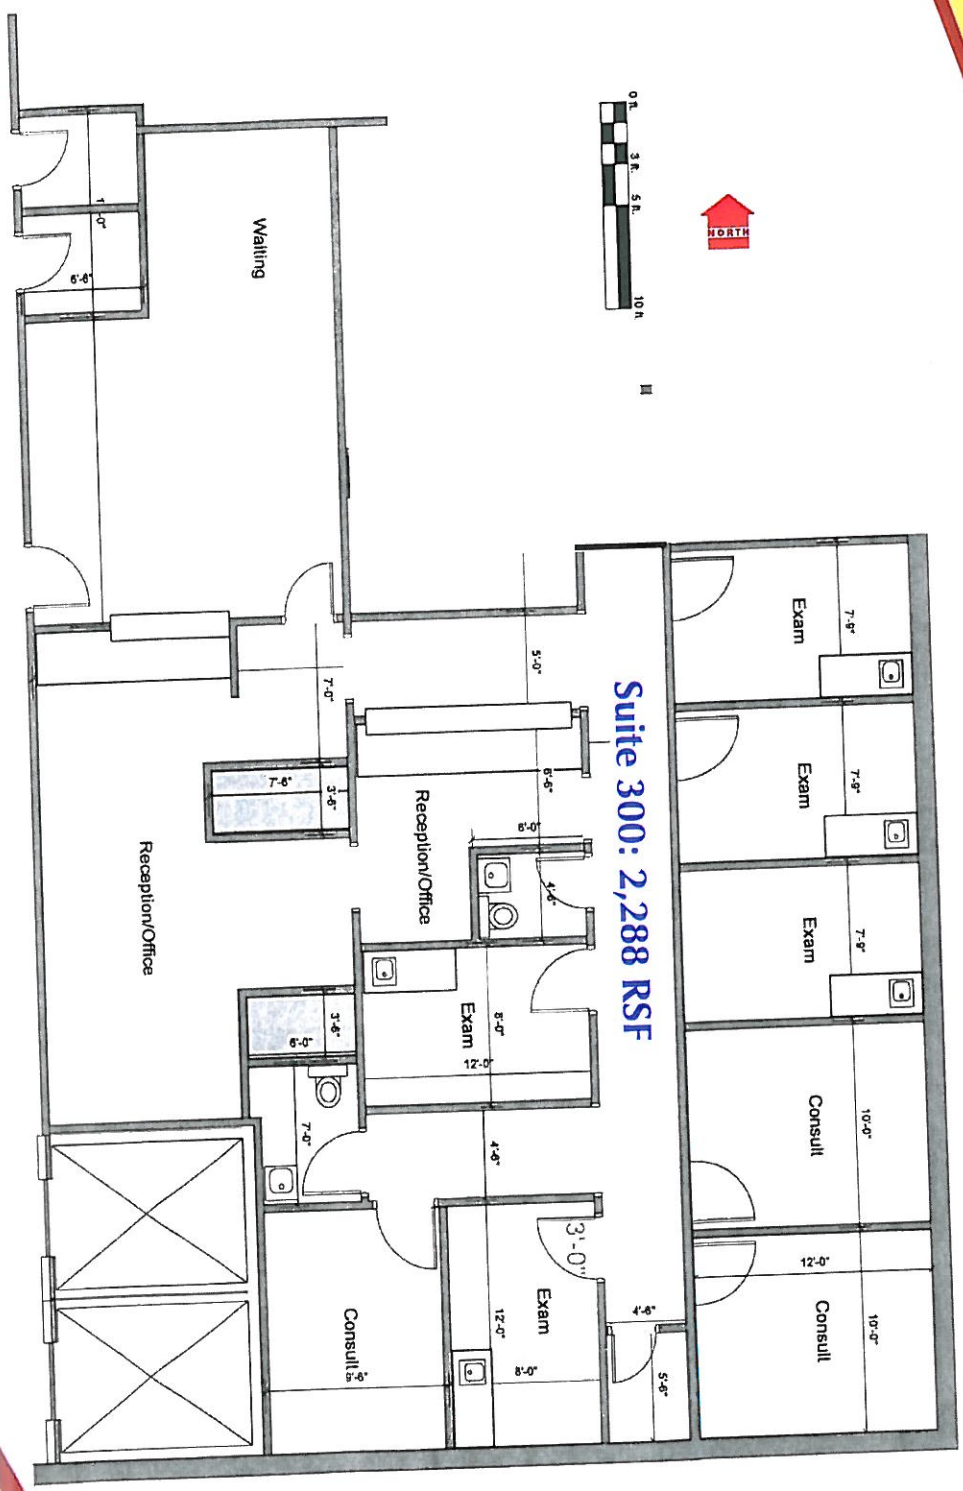 0 ft.
3 ft.
5 ft.
10 ft.
NORTH
Suite 300: 2,288 RSF
Exam
7'-9"
Exam
7'-9"
Exam
7'-9"
Consult
10'-0"
Consult
12'-0"
10'-0"
5'-0"
6'-6"
6'-0"
4'-6"
Reception/Office
Exam
8'-0"
12'-0"
4'-6"
3'-0"
Exam
12'-0"
8'-0"
4'-6"
5'-6"
Waiting
6'-6"
7'-0"
7'-6"
3'-6"
Reception/Office
3'-6"
6'-0"
7'-0"
Consult